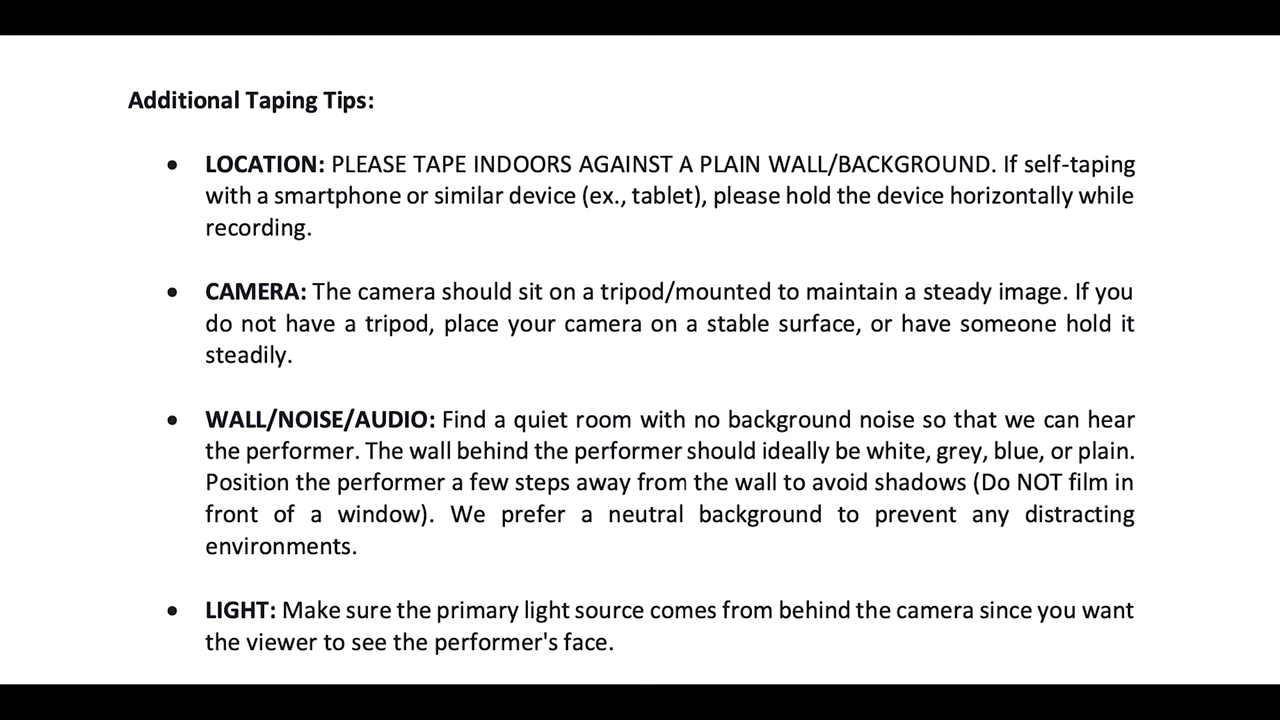 Additional Taping Tips:
• LOCATION: PLEASE TAPE INDOORS AGAINST A PLAIN WALL/BACKGROUND. If self-taping
with a smartphone or similar device (ex., tablet), please hold the device horizontally while
recording.
• CAMERA: The camera should sit on a tripod/mounted to maintain a steady image. If you
do not have a tripod, place your camera on a stable surface, or have someone hold it
steadily.
• WALL/NOISE/AUDIO: Find a quiet room with no background noise so that we can hear
the performer. The wall behind the performer should ideally be white, grey, blue, or plain.
Position the performer a few steps away from the wall to avoid shadows (Do NOT film in
front of a window). We prefer a neutral background to prevent any distracting
environments.
• LIGHT: Make sure the primary light source comes from behind the camera since you want
the viewer to see the performer's face.